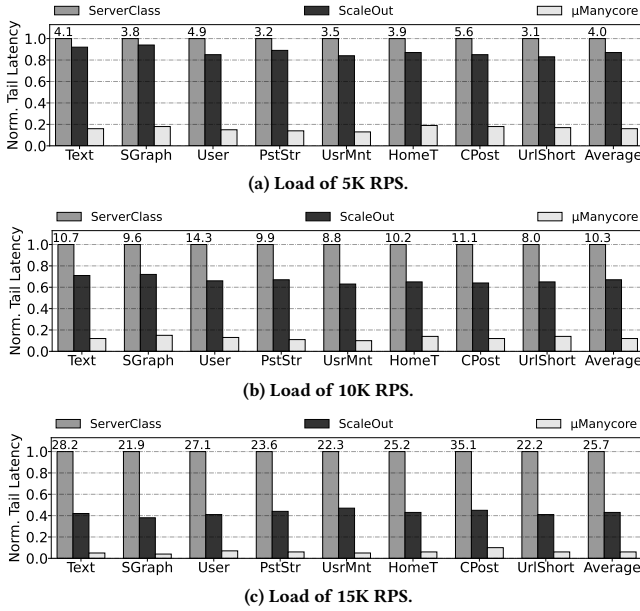 ServerClass ScaleOut μManycore
Norm. Tail Latency
1.0
0.8
0.6
0.4
0.2
0.0
4.1 3.8 4.9 3.2 3.5 3.9 5.6 3.1 4.0
Text SGraph User PstStr UsrMnt HomeT CPost UrlShort Average
(a) Load of 5K RPS.
ServerClass ScaleOut μManycore
Norm. Tail Latency
1.0
0.8
0.6
0.4
0.2
0.0
10.7 9.6 14.3 9.9 8.8 10.2 11.1 8.0 10.3
Text SGraph User PstStr UsrMnt HomeT CPost UrlShort Average
(b) Load of 10K RPS.
ServerClass ScaleOut μManycore
Norm. Tail Latency
1.0
0.8
0.6
0.4
0.2
0.0
28.2 21.9 27.1 23.6 22.3 25.2 35.1 22.2 25.7
Text SGraph User PstStr UsrMnt HomeT CPost UrlShort Average
(c) Load of 15K RPS.